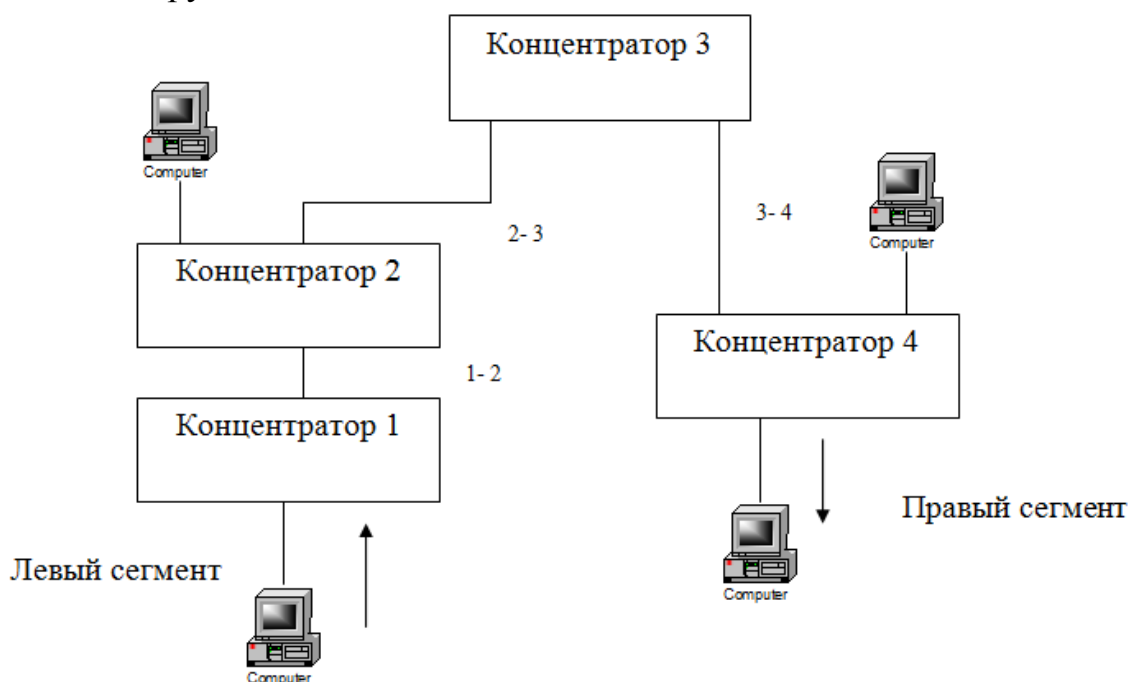 Концентратор 3
Computer
Computer
2- 3
3- 4
Концентратор 2
Концентратор 4
1- 2
Концентратор 1
Правый сегмент
Левый сегмент
Computer
Computer